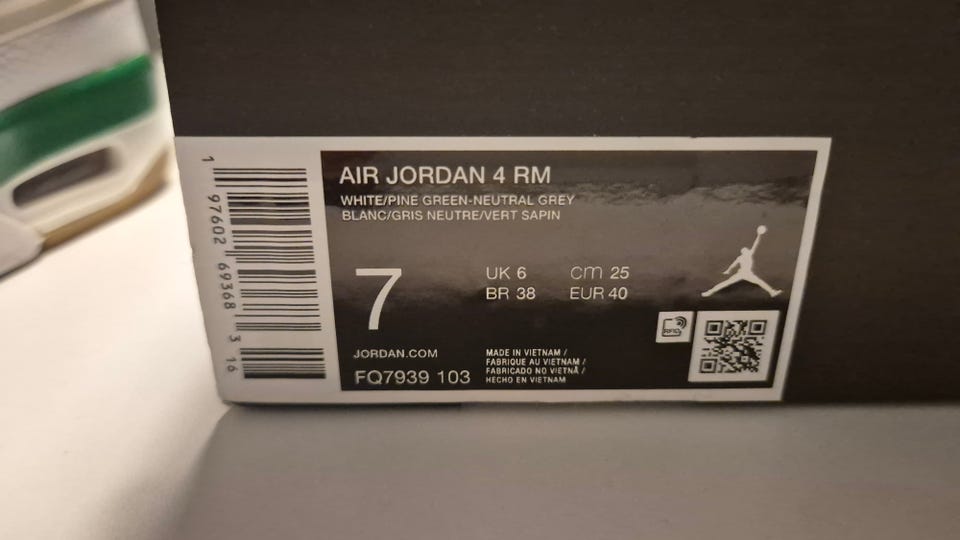 AIR JORDAN 4 RM
WHITE/PINE GREEN-NEUTRAL GREY
BLANC/GRIS NEUTRE/VERT SAPIN
7
UK 6 cm 25
BR 38 EUR 40
RFID
JORDAN.COM
FQ7939 103
MADE IN VIETNAM /
FABRIQUE AU VIETNAM /
FABRICADO NO VIETNÃ /
HECHO EN VIETNAM
1 97602 69368 3 16